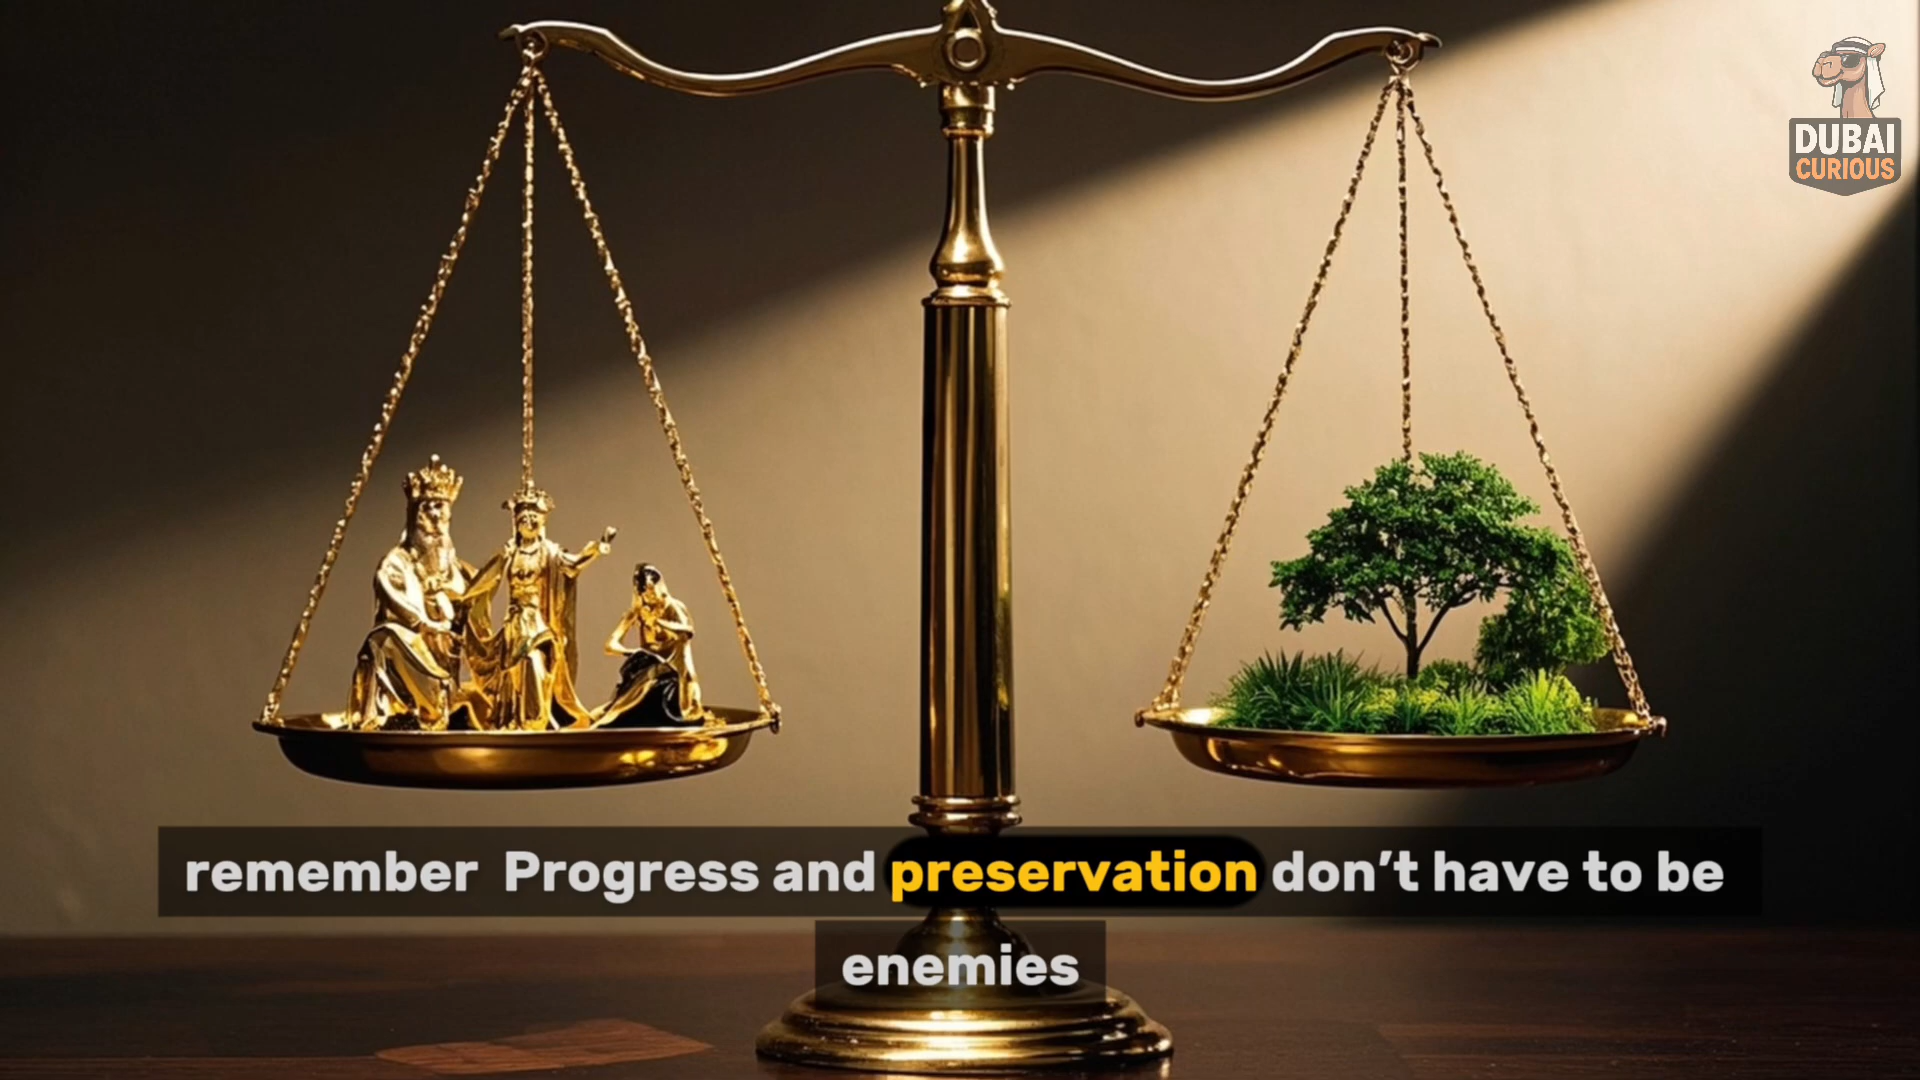 DUBAI
CURIOUS
remember Progress and preservation don't have to be
enemies